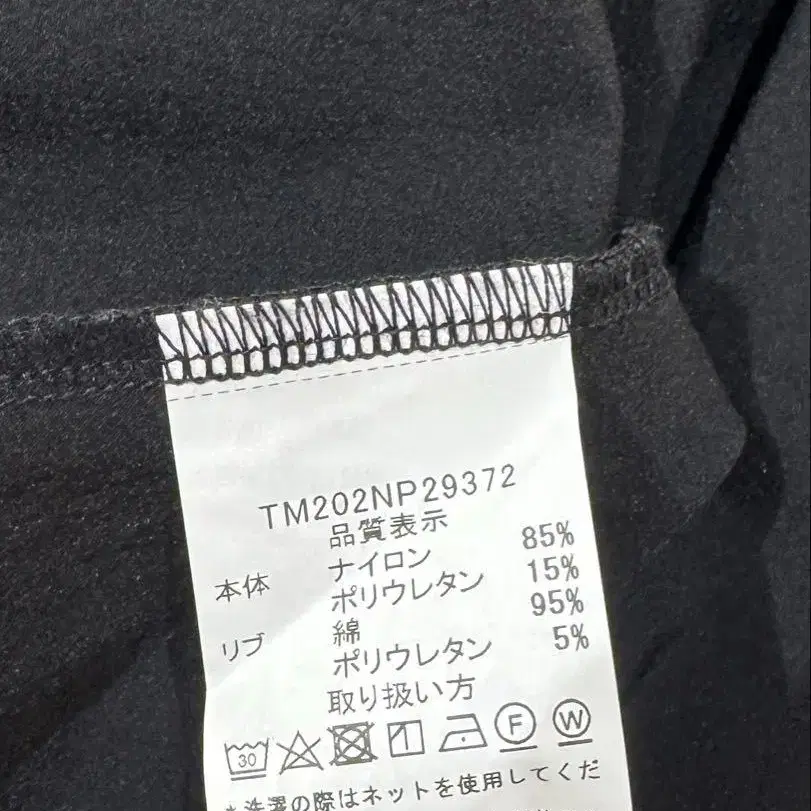 TM202NP29372
品質表示
本体 ナイロン 85%
ポリウレタン 15%
リブ 綿 95%
ポリウレタン 5%
取り扱い方
30 F W
*洗濯の際はネットを使用してくだ